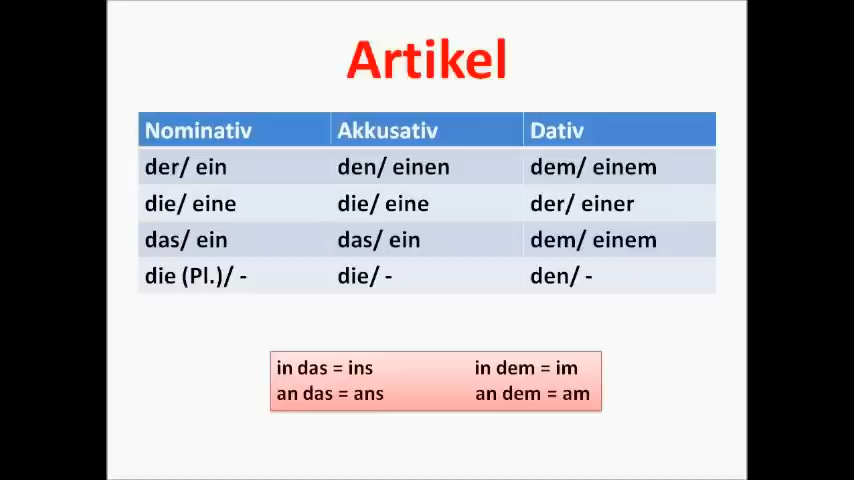 Artikel
Nominativ Akkusativ Dativ
der/ ein den/ einen dem/ einem
die/ eine die/ eine der/ einer
das/ ein das/ ein dem/ einem
die (Pl.)/ - die/ - den/ -
in das = ins in dem = im
an das = ans an dem = am